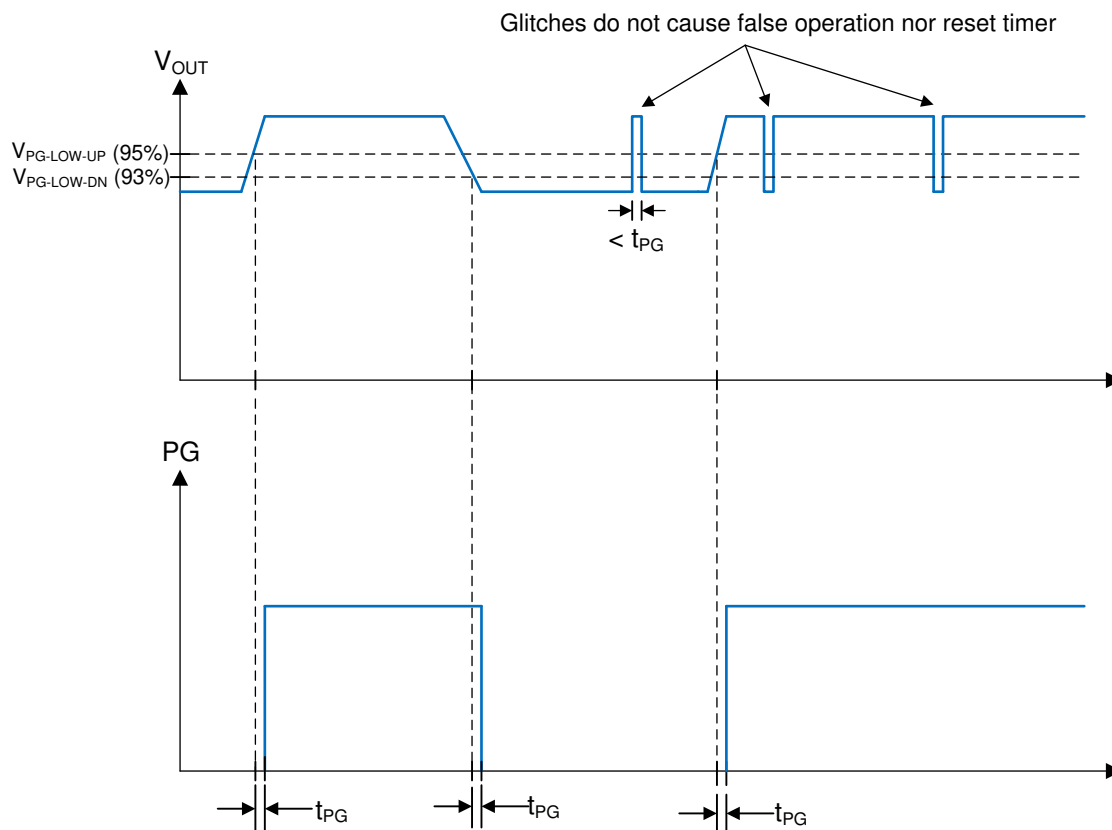 Glitches do not cause false operation nor reset timer
VOUT
VPG-LOW-UP (95%)
VPG-LOW-DN (93%)
< tPG
PG
tPG
tPG
tPG